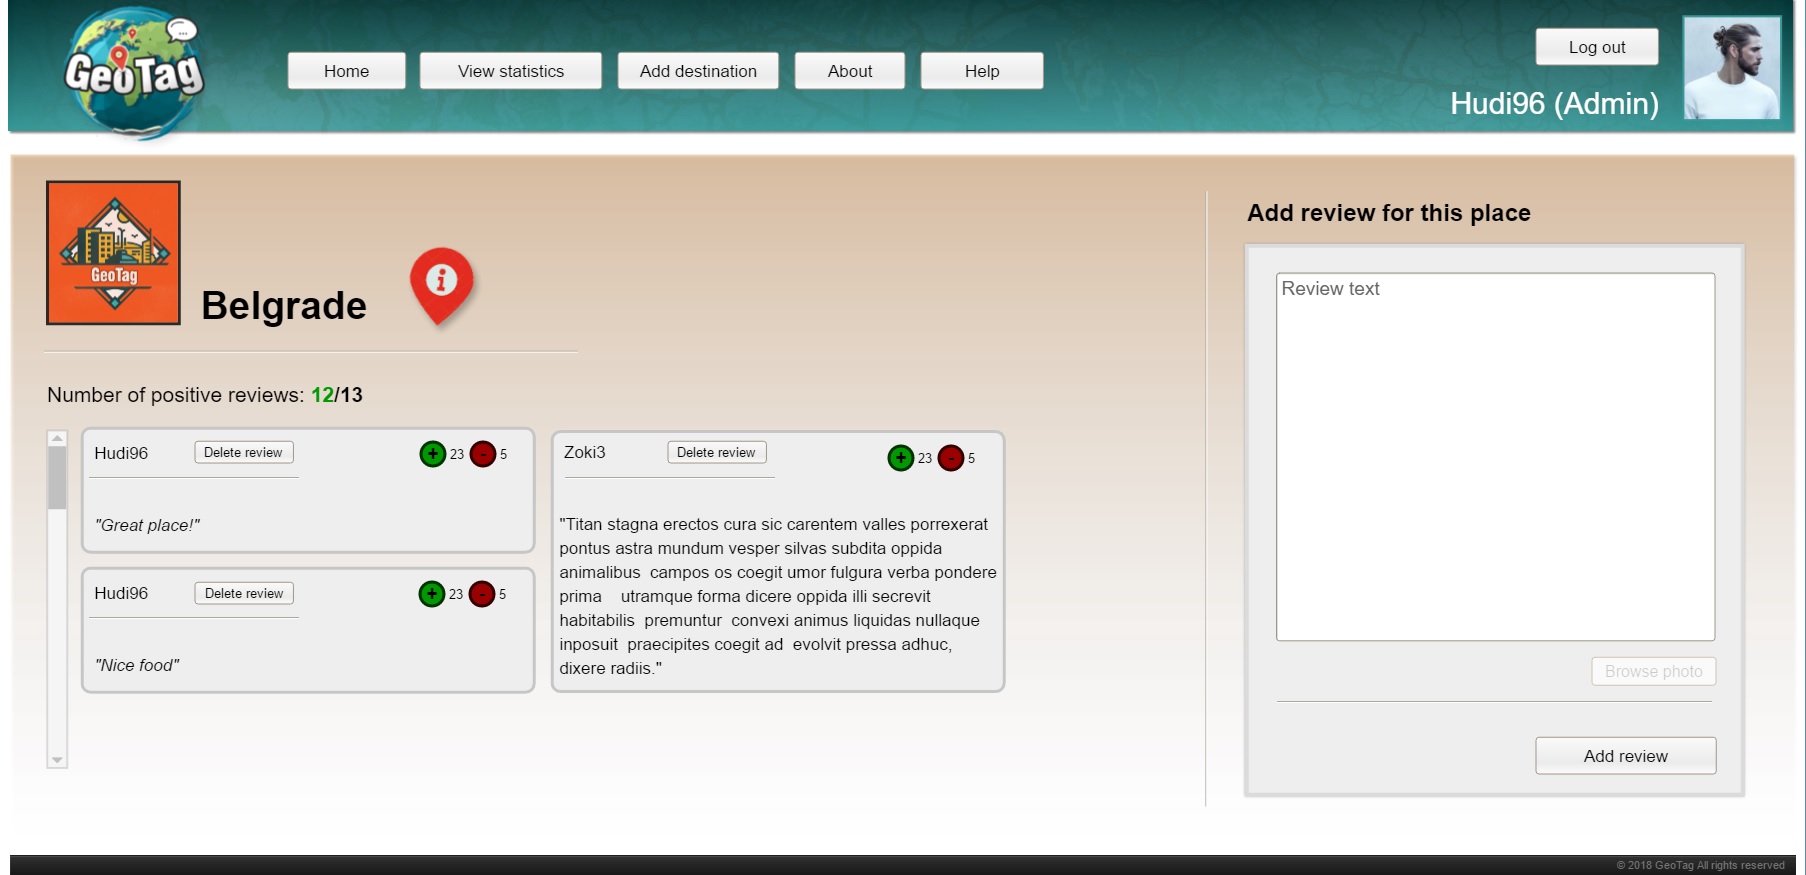 GeoTag
Home
View statistics
Add destination
About
Help
Log out
Hudi96 (Admin)
GeoTag
Belgrade
i
Number of positive reviews: 12/13
Hudi96
Delete review
+ 23 - 5
"Great place!"
Hudi96
Delete review
+ 23 - 5
"Nice food"
Zoki3
Delete review
+ 23 - 5
"Titan stagna erectos cura sic carentem valles porrexerat
pontus astra mundum vesper silvas subdita oppida
animalibus  campos os coegit umor fulgura verba pondere
prima    utramque forma dicere oppida illi secrevit
habitabilis  premuntur  convexi animus liquidas nullaque
inposuit  praecipites coegit ad  evolvit pressa adhuc,
dixere radiis."
Add review for this place
Review text
Browse photo
Add review
© 2018 GeoTag All rights reserved